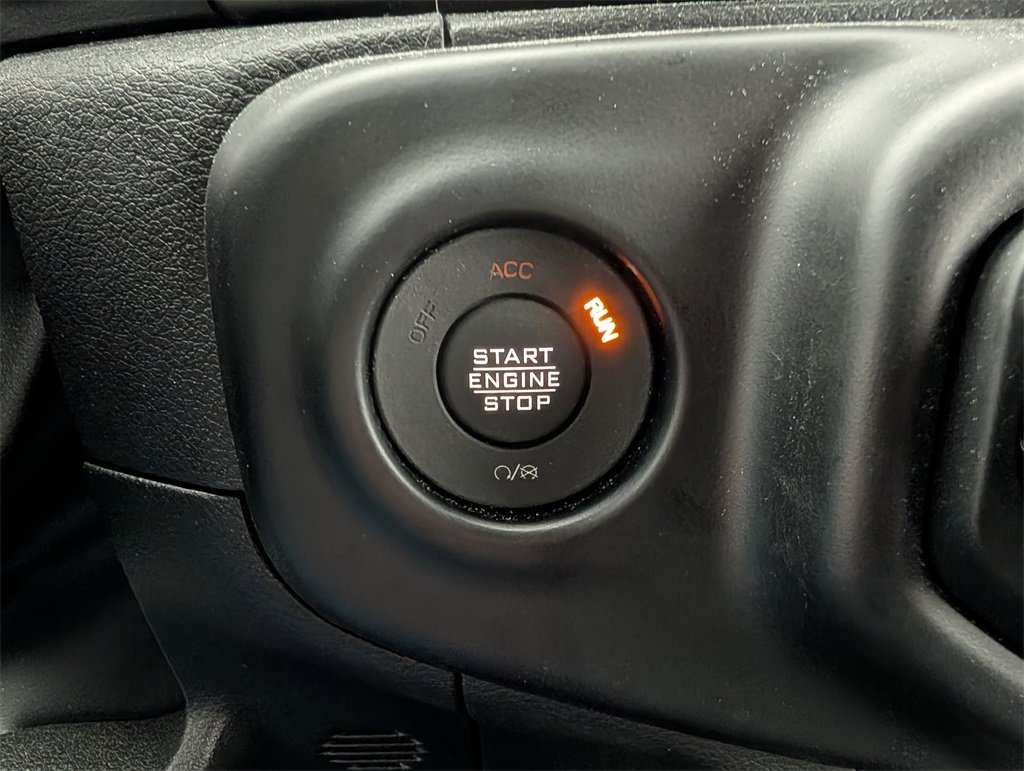 ACC
OFF
RUN
START
ENGINE
STOP